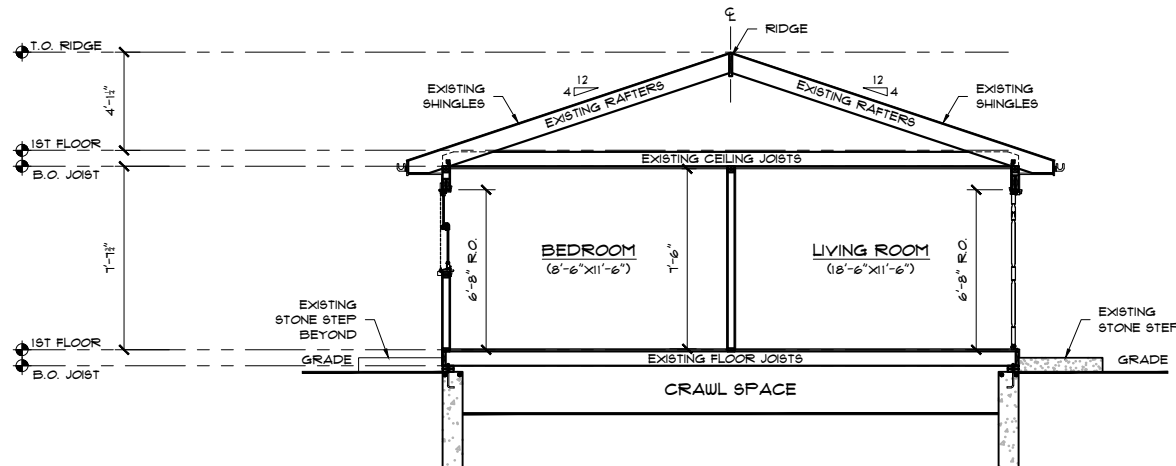 ℄
RIDGE
T.O. RIDGE
4'-1½"
1ST FLOOR
B.O. JOIST
7'-7½"
1ST FLOOR
B.O. JOIST
EXISTING
SHINGLES
12
4
EXISTING RAFTERS
EXISTING RAFTERS
12
4
EXISTING
SHINGLES
EXISTING CEILING JOISTS
6'-8" R.O.
BEDROOM
(8'-6"X11'-6")
7'-6"
LIVING ROOM
(18'-6"X11'-6")
6'-8" R.O.
EXISTING
STONE STEP
BEYOND
GRADE
EXISTING FLOOR JOISTS
EXISTING
STONE STEP
GRADE
CRAWL SPACE